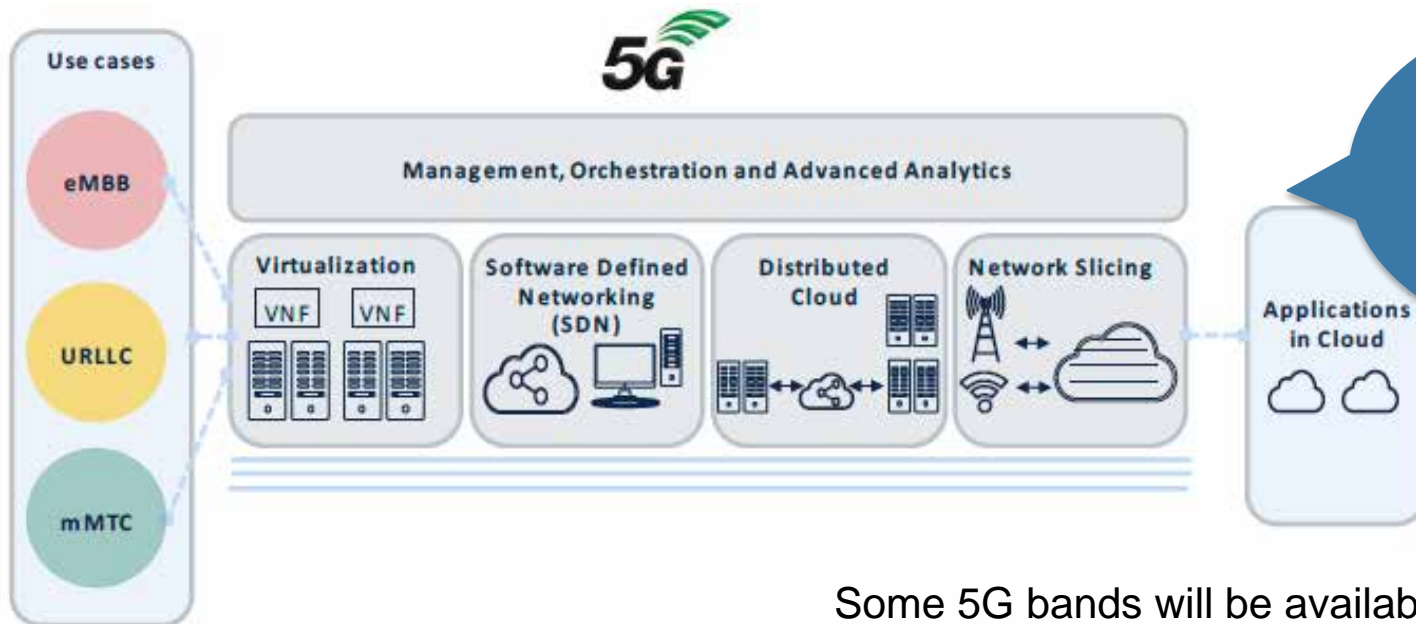 5G
Use cases
eMBB
URLLC
mMTC
Management, Orchestration and Advanced Analytics
Virtualization
VNF VNF
Software Defined
Networking
(SDN)
Distributed
Cloud
Network Slicing
Applications
in Cloud
Some 5G bands will be availab